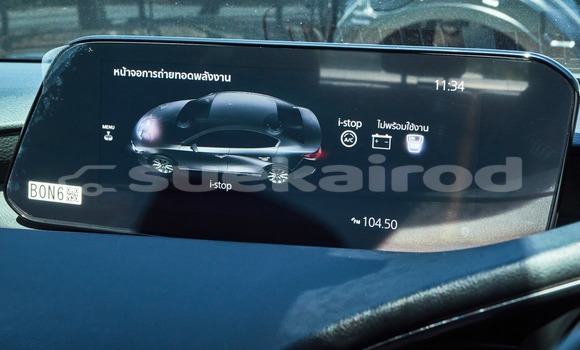 หน้าจอการถ่ายทอดพลังงาน
11:34
MENU
i-stop
ไม่พร้อมใช้งาน
A/C
i-stop
BON6
FM 104.50
suekairod